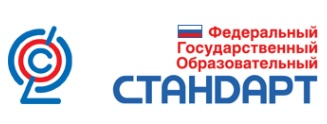 Федеральный
Государственный
Образовательный
СТАНДАРТ